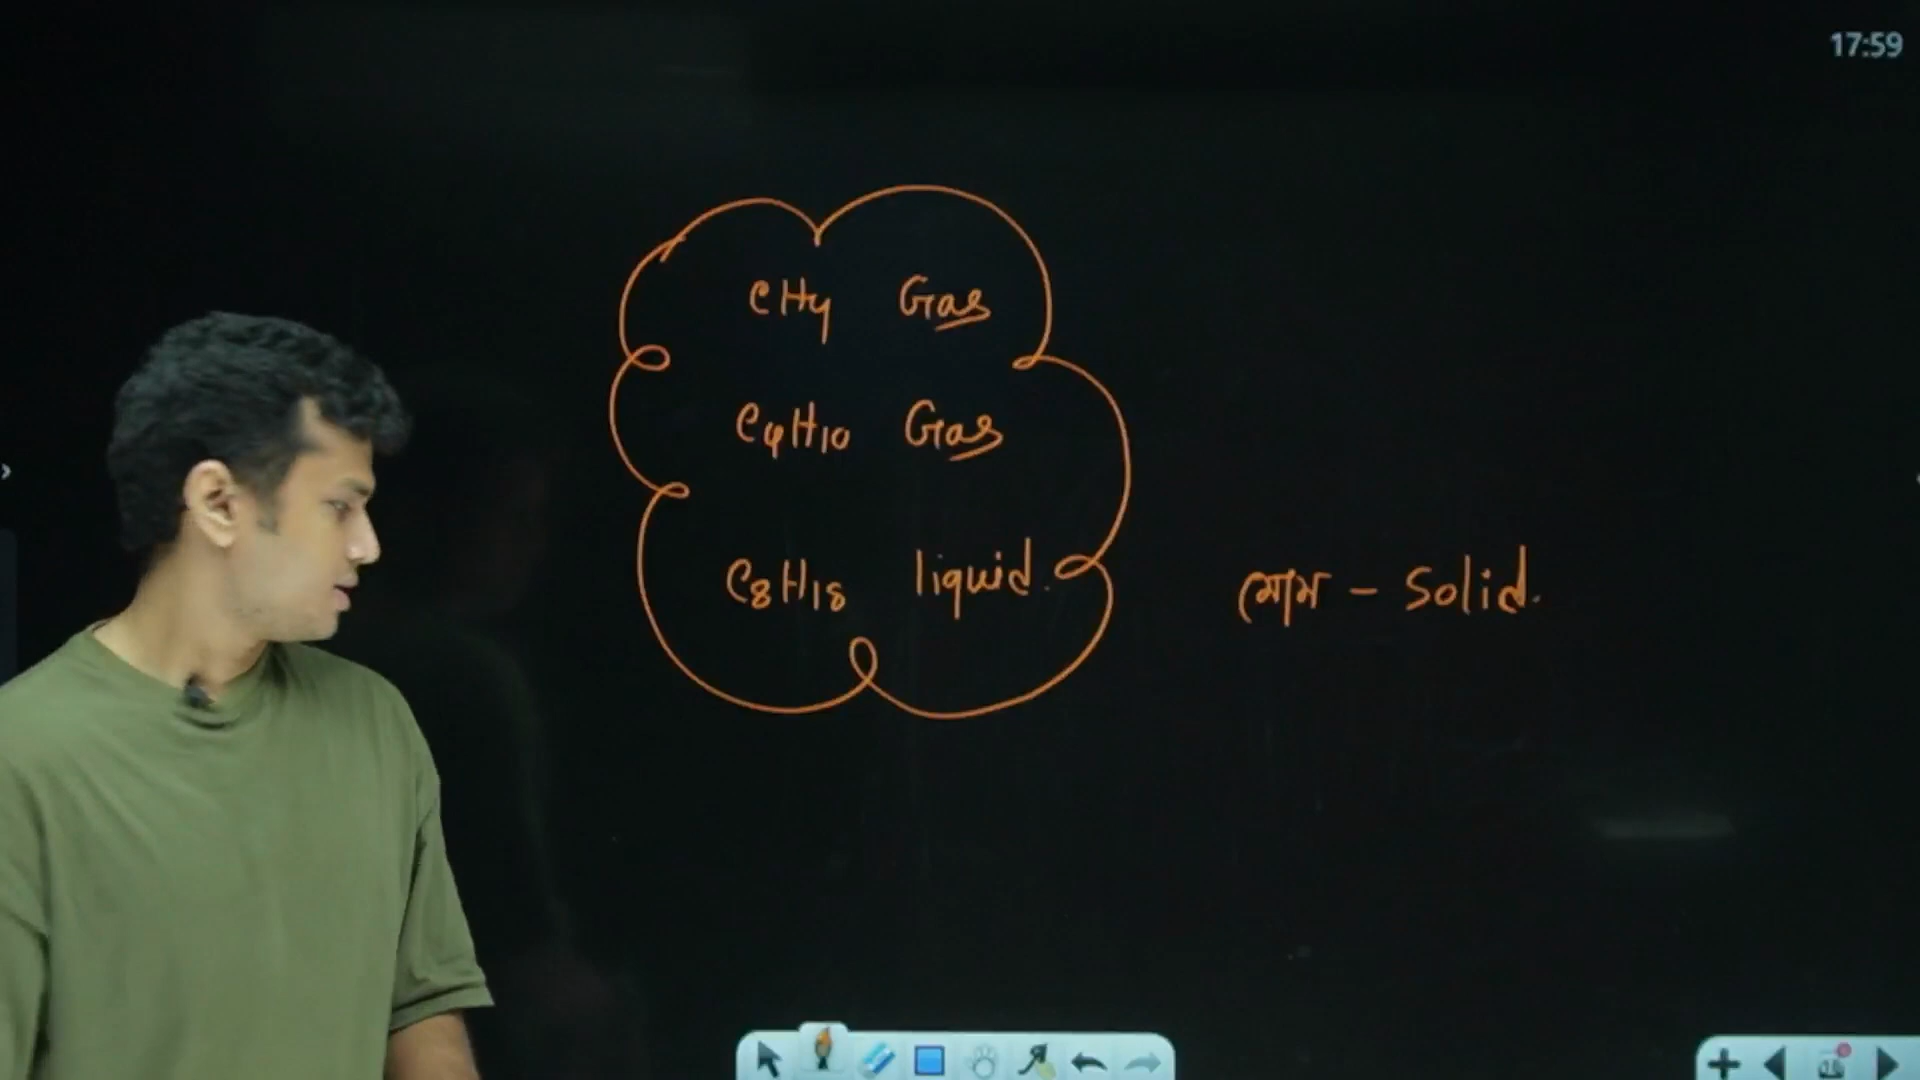 17:59
CH4 Gas
C4H10 Gas
C8H18 liquid.
মোম - Solid.